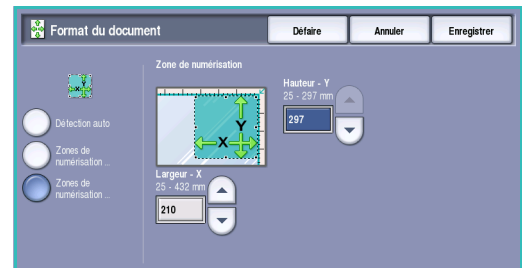 Format du document
Défaire
Annuler
Enregistrer
Zone de numérisation
Détection auto
Zones de
numérisation ...
Zones de
numérisation ...
X
Y
Hauteur - Y
25 - 297 mm
297
Largeur - X
25 - 432 mm
210